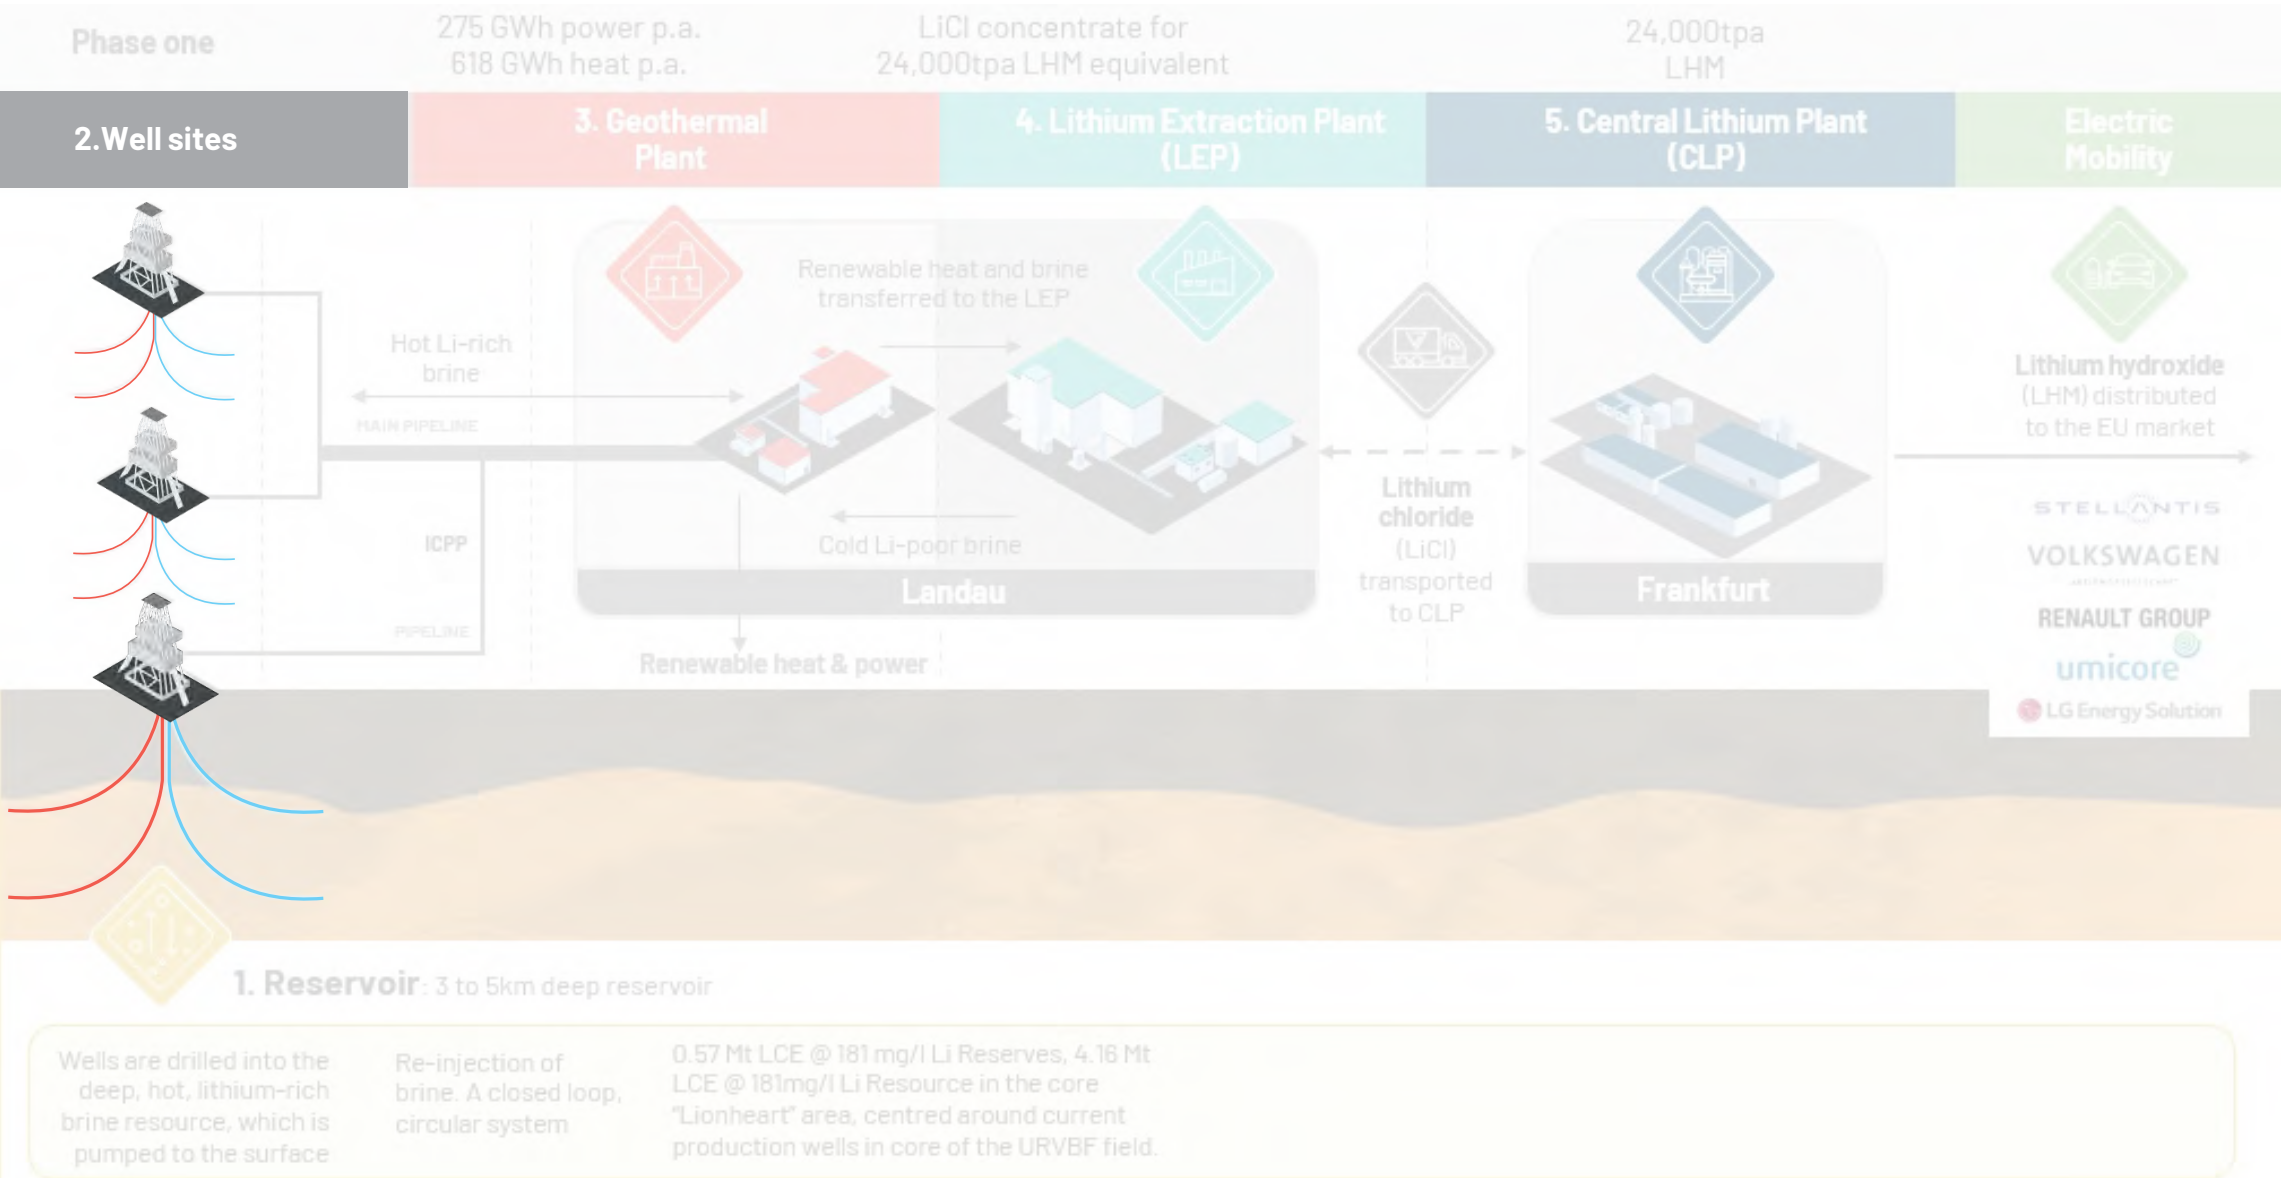 Phase one
275 GWh power p.a.
618 GWh heat p.a.
LiCl concentrate for
24,000tpa LHM equivalent
24,000tpa
LHM
2.Well sites
3. Geothermal
Plant
4. Lithium Extraction Plant
(LEP)
5. Central Lithium Plant
(CLP)
Electric
Mobility
Hot Li-rich
brine
MAIN PIPELINE
ICPP
PIPELINE
Renewable heat and brine
transferred to the LEP
Cold Li-poor brine
Landau
Renewable heat & power
Lithium
chloride
(LiCl)
transported
to CLP
Frankfurt
Lithium hydroxide
(LHM) distributed
to the EU market
STELLANTIS
VOLKSWAGEN
RENAULT GROUP
umicore
LG Energy Solution
1. Reservoir: 3 to 5km deep reservoir
Wells are drilled into the
deep, hot, lithium-rich
brine resource, which is
pumped to the surface
Re-injection of
brine. A closed loop,
circular system
0.57 Mt LCE @ 181 mg/l Li Reserves, 4.16 Mt
LCE @ 181mg/l Li Resource in the core
"Lionheart" area, centred around current
production wells in core of the URVBF field.